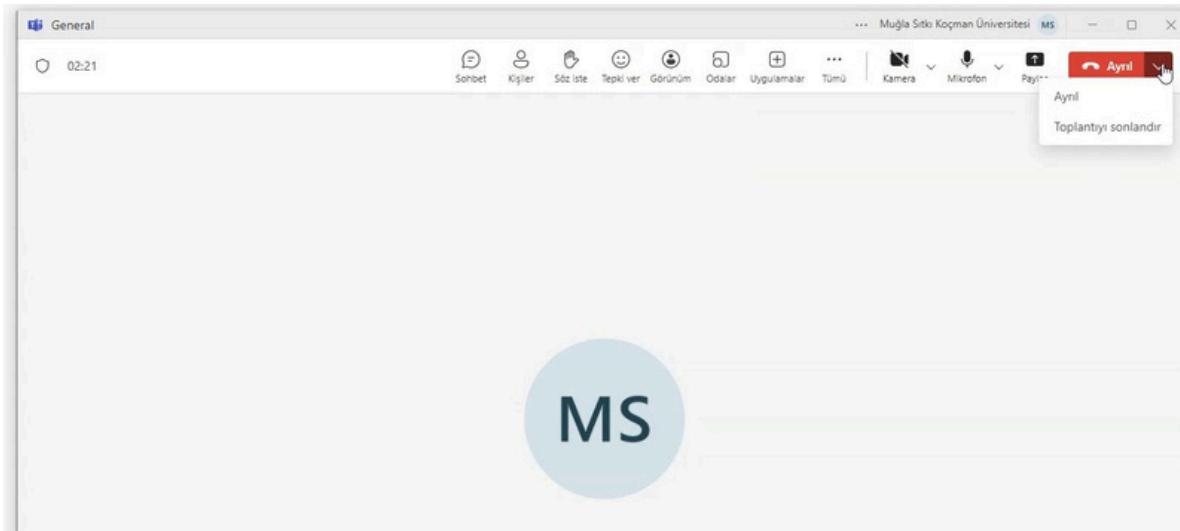 General
... Muğla Sıtkı Koçman Üniversitesi MS
02:21
Sohbet Kişiler Söz iste Tepki ver Görünüm Odalar Uygulamalar Tümü Kamera Mikrofon Ayrıl
Ayrıl
Toplantıyı sonlandır
MS